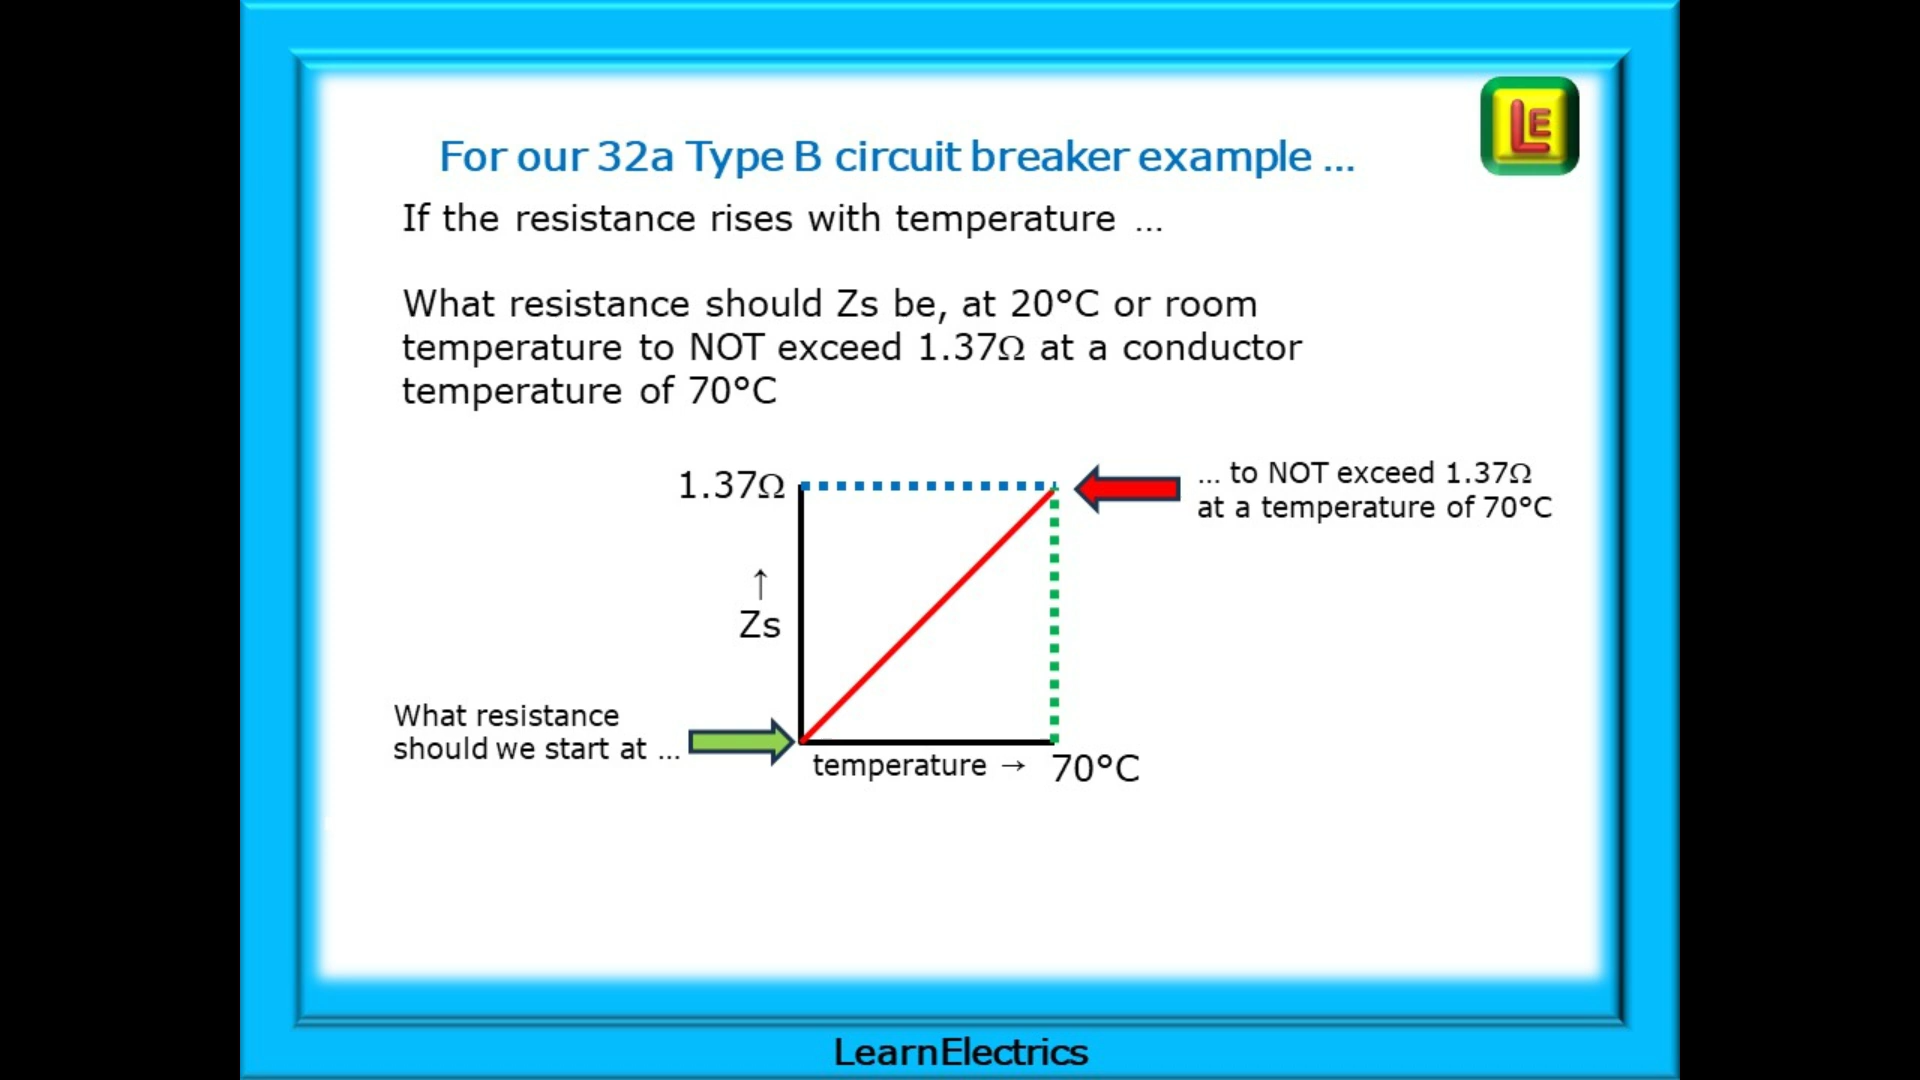 LE
For our 32a Type B circuit breaker example ...
If the resistance rises with temperature ...
What resistance should Zs be, at 20°C or room
temperature to NOT exceed 1.37Ω at a conductor
temperature of 70°C
1.37Ω
... to NOT exceed 1.37Ω
at a temperature of 70°C
↑
Zs
What resistance
should we start at ...
temperature →
70°C
LearnElectrics